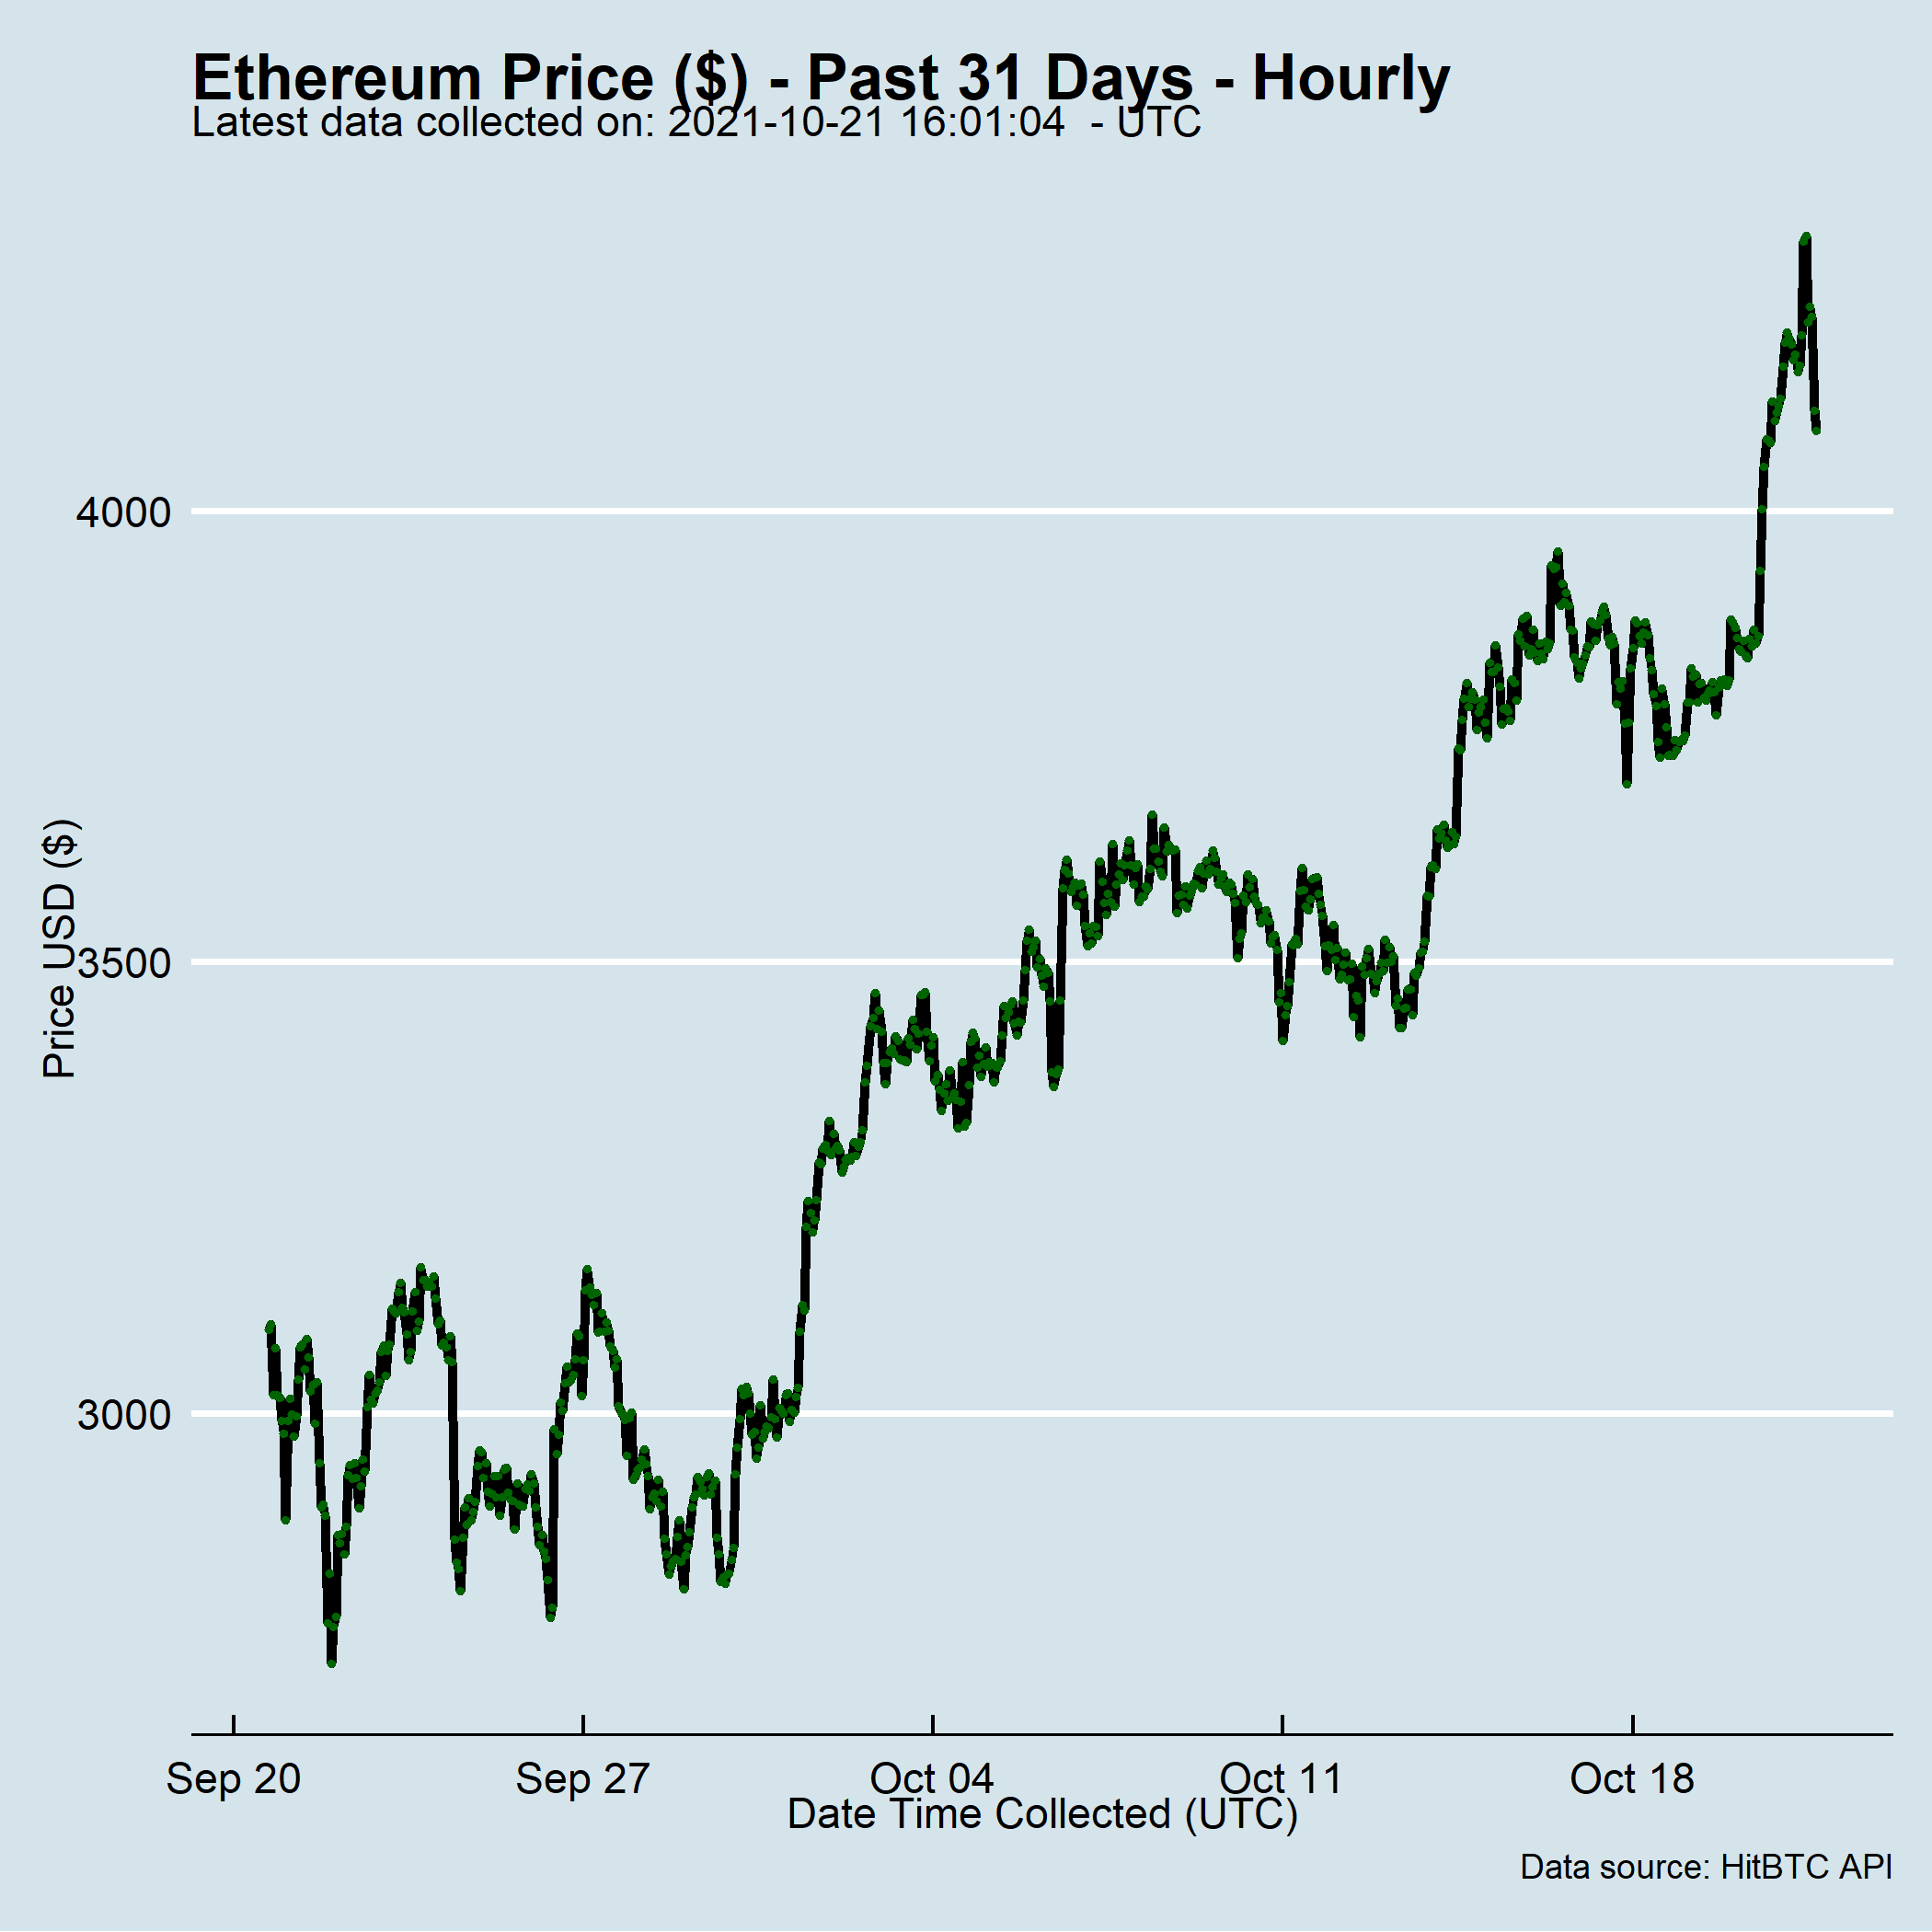 Ethereum Price ($) - Past 31 Days - Hourly
Latest data collected on: 2021-10-21 16:01:04  - UTC
Price USD ($)
4000
3500
3000
Sep 20 Sep 27 Oct 04 Oct 11 Oct 18
Date Time Collected (UTC)
Data source: HitBTC API